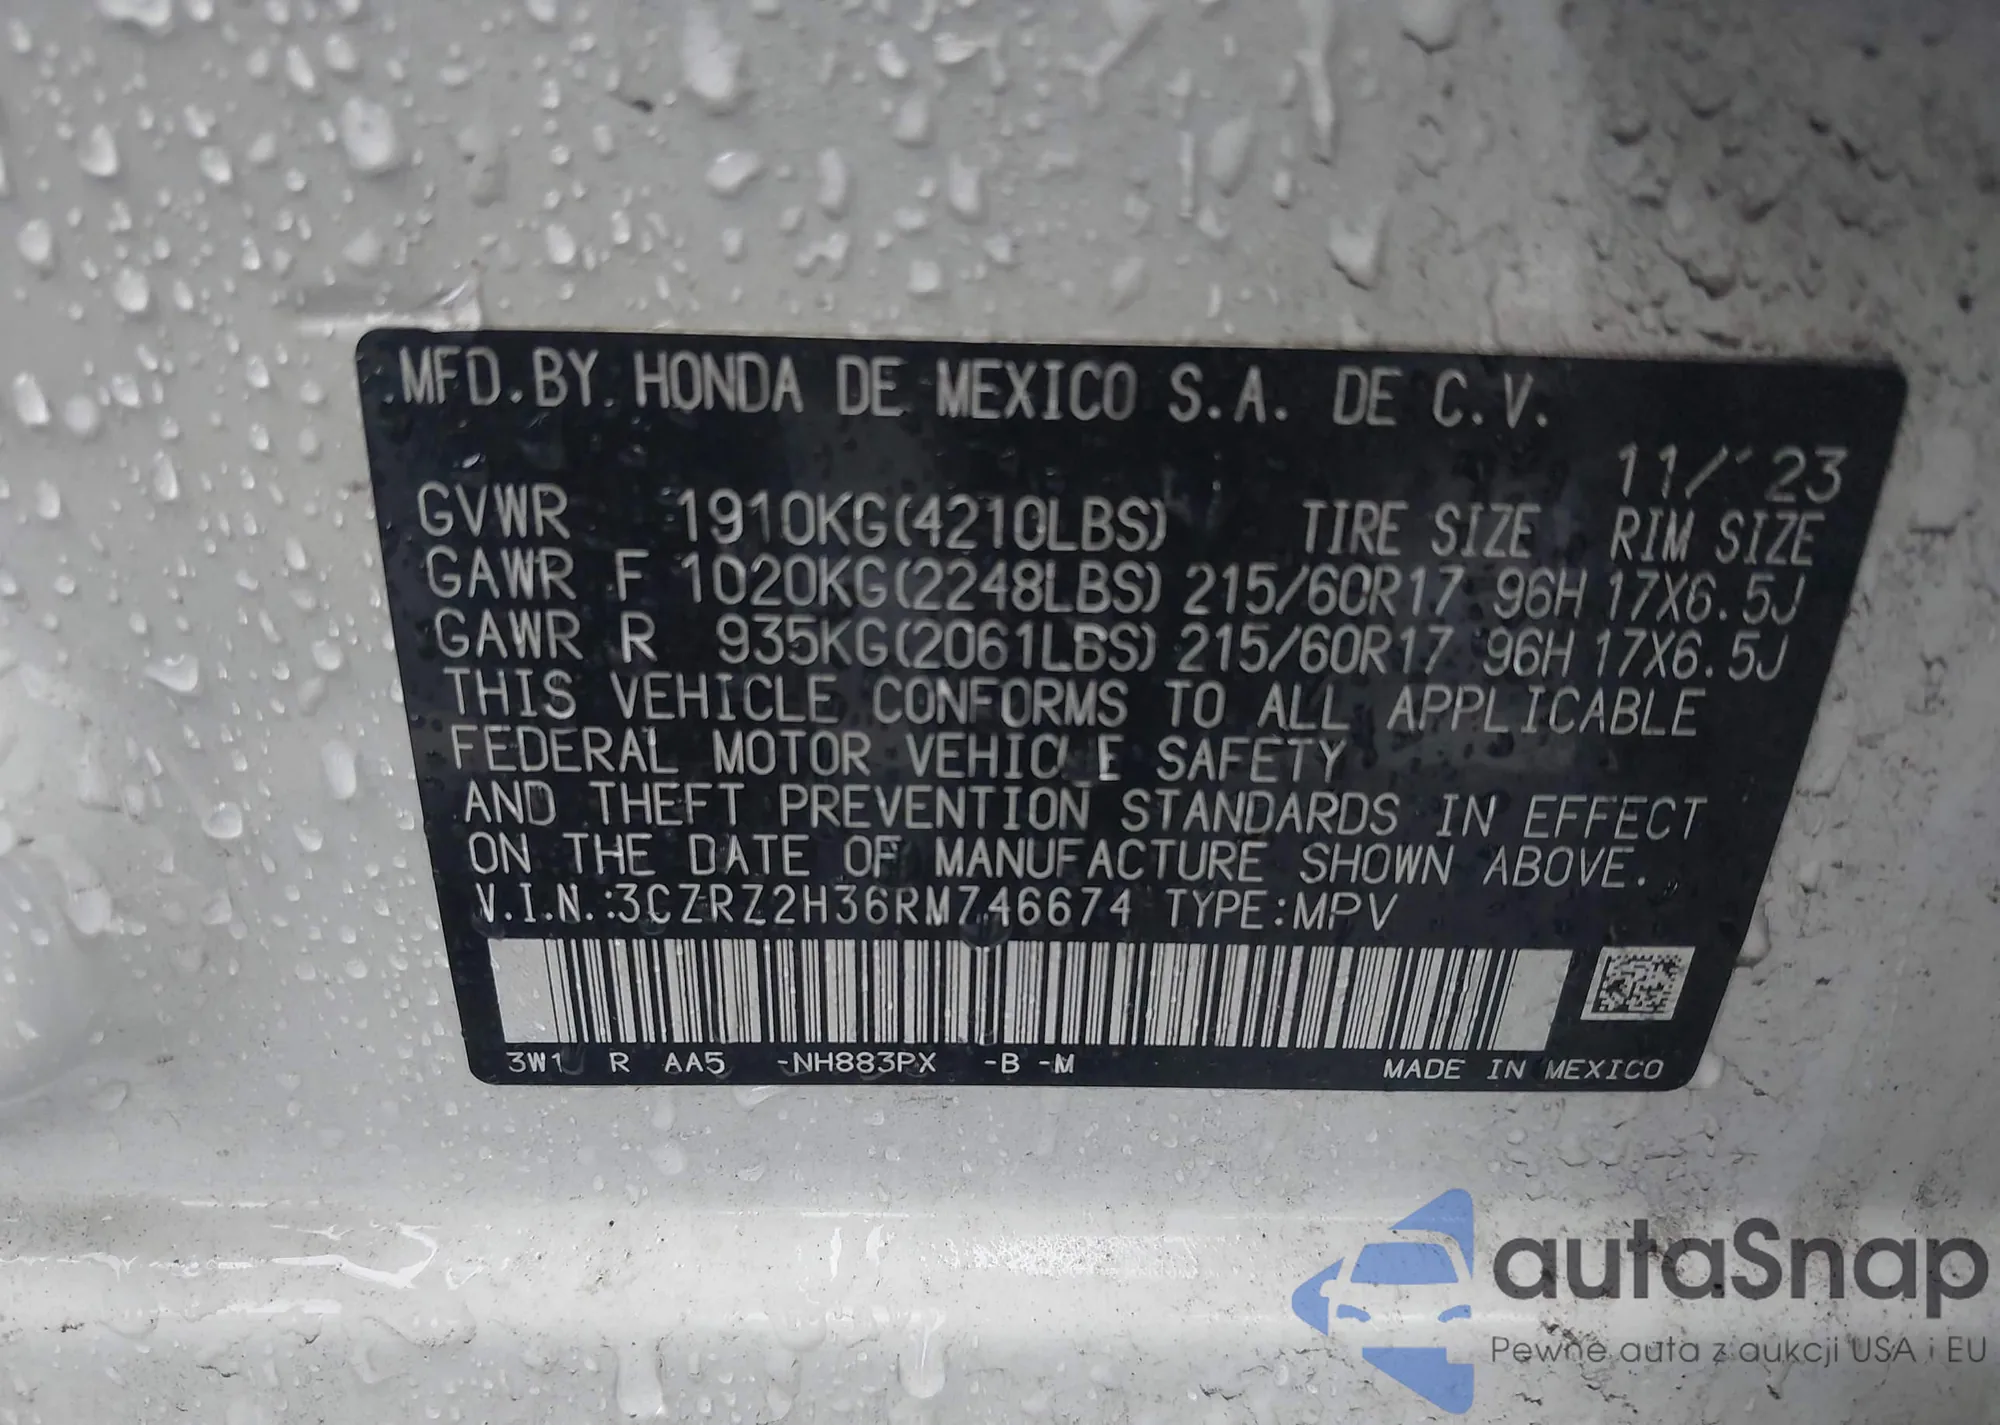 MFD.BY HONDA DE MEXICO S.A. DE C.V.
11/'23
GVWR 1910KG(4210LBS) TIRE SIZE RIM SIZE
GAWR F 1020KG(2248LBS) 215/60R17 96H 17X6.5J
GAWR R 935KG(2061LBS) 215/60R17 96H 17X6.5J
THIS VEHICLE CONFORMS TO ALL APPLICABLE
FEDERAL MOTOR VEHICLE SAFETY
AND THEFT PREVENTION STANDARDS IN EFFECT
ON THE DATE OF MANUFACTURE SHOWN ABOVE.
V.I.N.:3CZRZ2H36RM746674 TYPE:MPV
3W1 R AA5 -NH883PX -B -M MADE IN MEXICO
autaSnap
Pewne auta z aukcji USA i EU